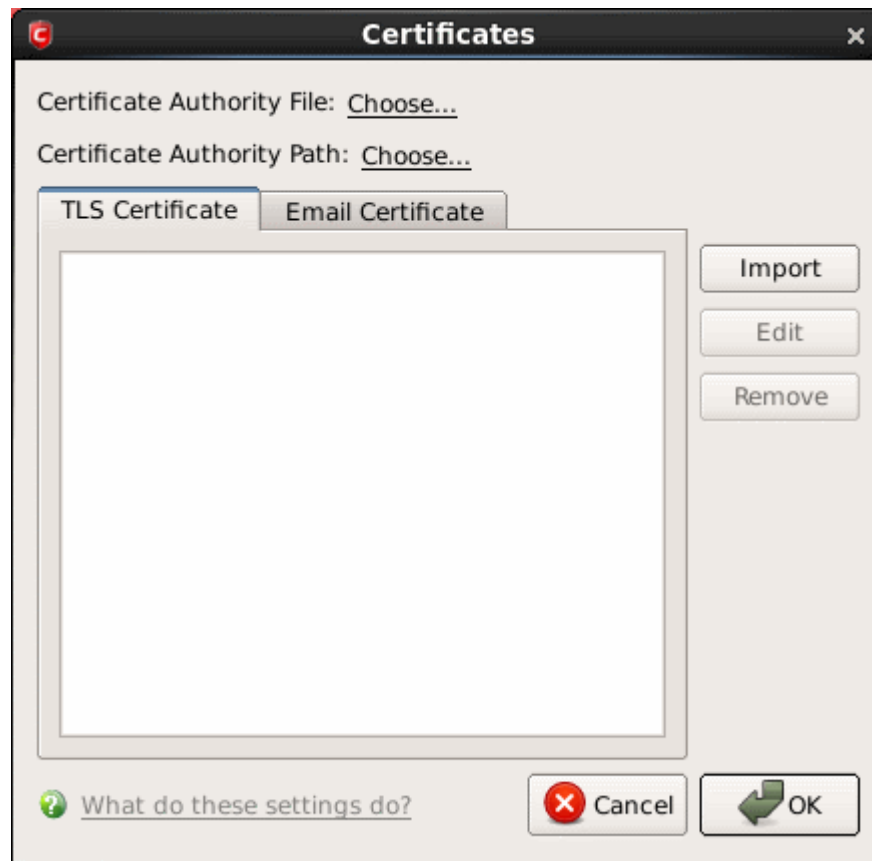 Certificates
Certificate Authority File: Choose...
Certificate Authority Path: Choose...
TLS Certificate Email Certificate
Import
Edit
Remove
What do these settings do? Cancel OK